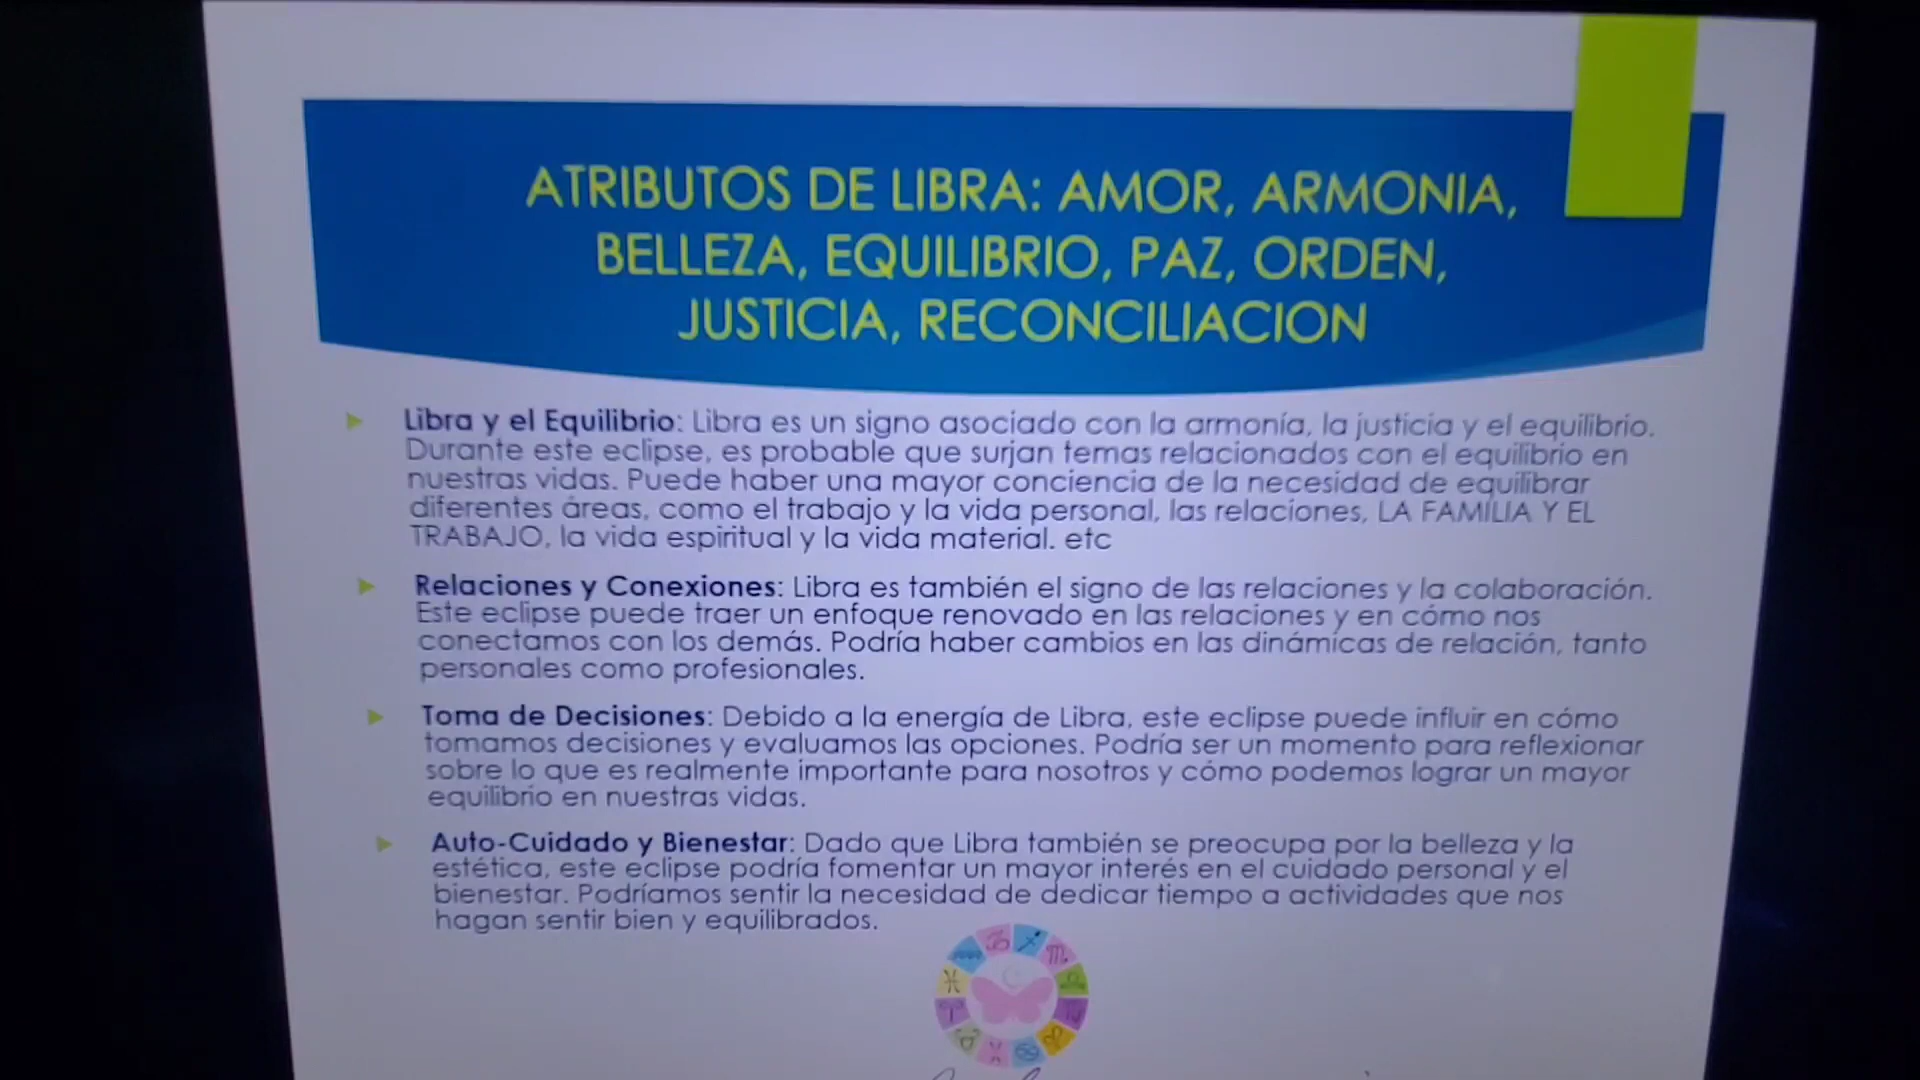 ATRIBUTOS DE LIBRA: AMOR, ARMONIA,
BELLEZA, EQUILIBRIO, PAZ, ORDEN,
JUSTICIA, RECONCILIACION
Libra y el Equilibrio: Libra es un signo asociado con la armonía, la justicia y el equilibrio.
Durante este eclipse, es probable que surjan temas relacionados con el equilibrio en
nuestras vidas. Puede haber una mayor conciencia de la necesidad de equilibrar
diferentes áreas, como el trabajo y la vida personal, las relaciones, LA FAMILIA Y EL
TRABAJO, la vida espiritual y la vida material. etc
Relaciones y Conexiones: Libra es también el signo de las relaciones y la colaboración.
Este eclipse puede traer un enfoque renovado en las relaciones y en cómo nos
conectamos con los demás. Podría haber cambios en las dinámicas de relación, tanto
personales como profesionales.
Toma de Decisiones: Debido a la energía de Libra, este eclipse puede influir en cómo
tomamos decisiones y evaluamos las opciones. Podría ser un momento para reflexionar
sobre lo que es realmente importante para nosotros y cómo podemos lograr un mayor
equilibrio en nuestras vidas.
Auto-Cuidado y Bienestar: Dado que Libra también se preocupa por la belleza y la
estética, este eclipse podría fomentar un mayor interés en el cuidado personal y el
bienestar. Podríamos sentir la necesidad de dedicar tiempo a actividades que nos
hagan sentir bien y equilibrados.